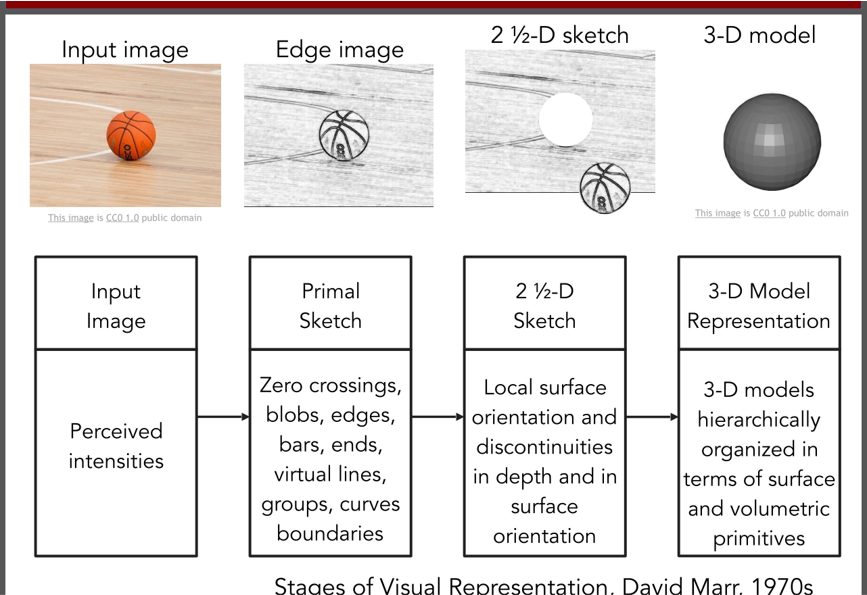 Input image
Edge image
2 ½-D sketch
3-D model
This image is CC0 1.0 public domain
This image is CC0 1.0 public domain
Input
Image
Perceived
intensities
Primal
Sketch
Zero crossings,
blobs, edges,
bars, ends,
virtual lines,
groups, curves
boundaries
2 ½-D
Sketch
Local surface
orientation and
discontinuities
in depth and in
surface
orientation
3-D Model
Representation
3-D models
hierarchically
organized in
terms of surface
and volumetric
primitives
Stages of Visual Representation, David Marr, 1970s